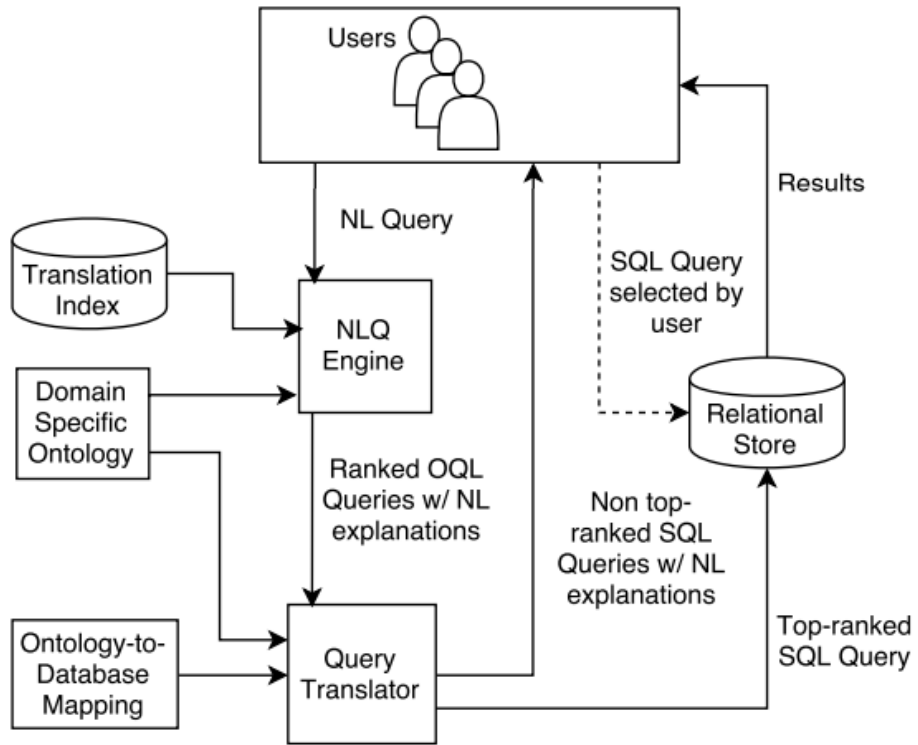 Users
NL Query
Results
Translation
Index
SQL Query
selected by
user
NLQ
Engine
Domain
Specific
Ontology
Relational
Store
Ranked OQL
Queries w/ NL
explanations
Non top-
ranked SQL
Queries w/ NL
explanations
Ontology-to-
Database
Mapping
Query
Translator
Top-ranked
SQL Query